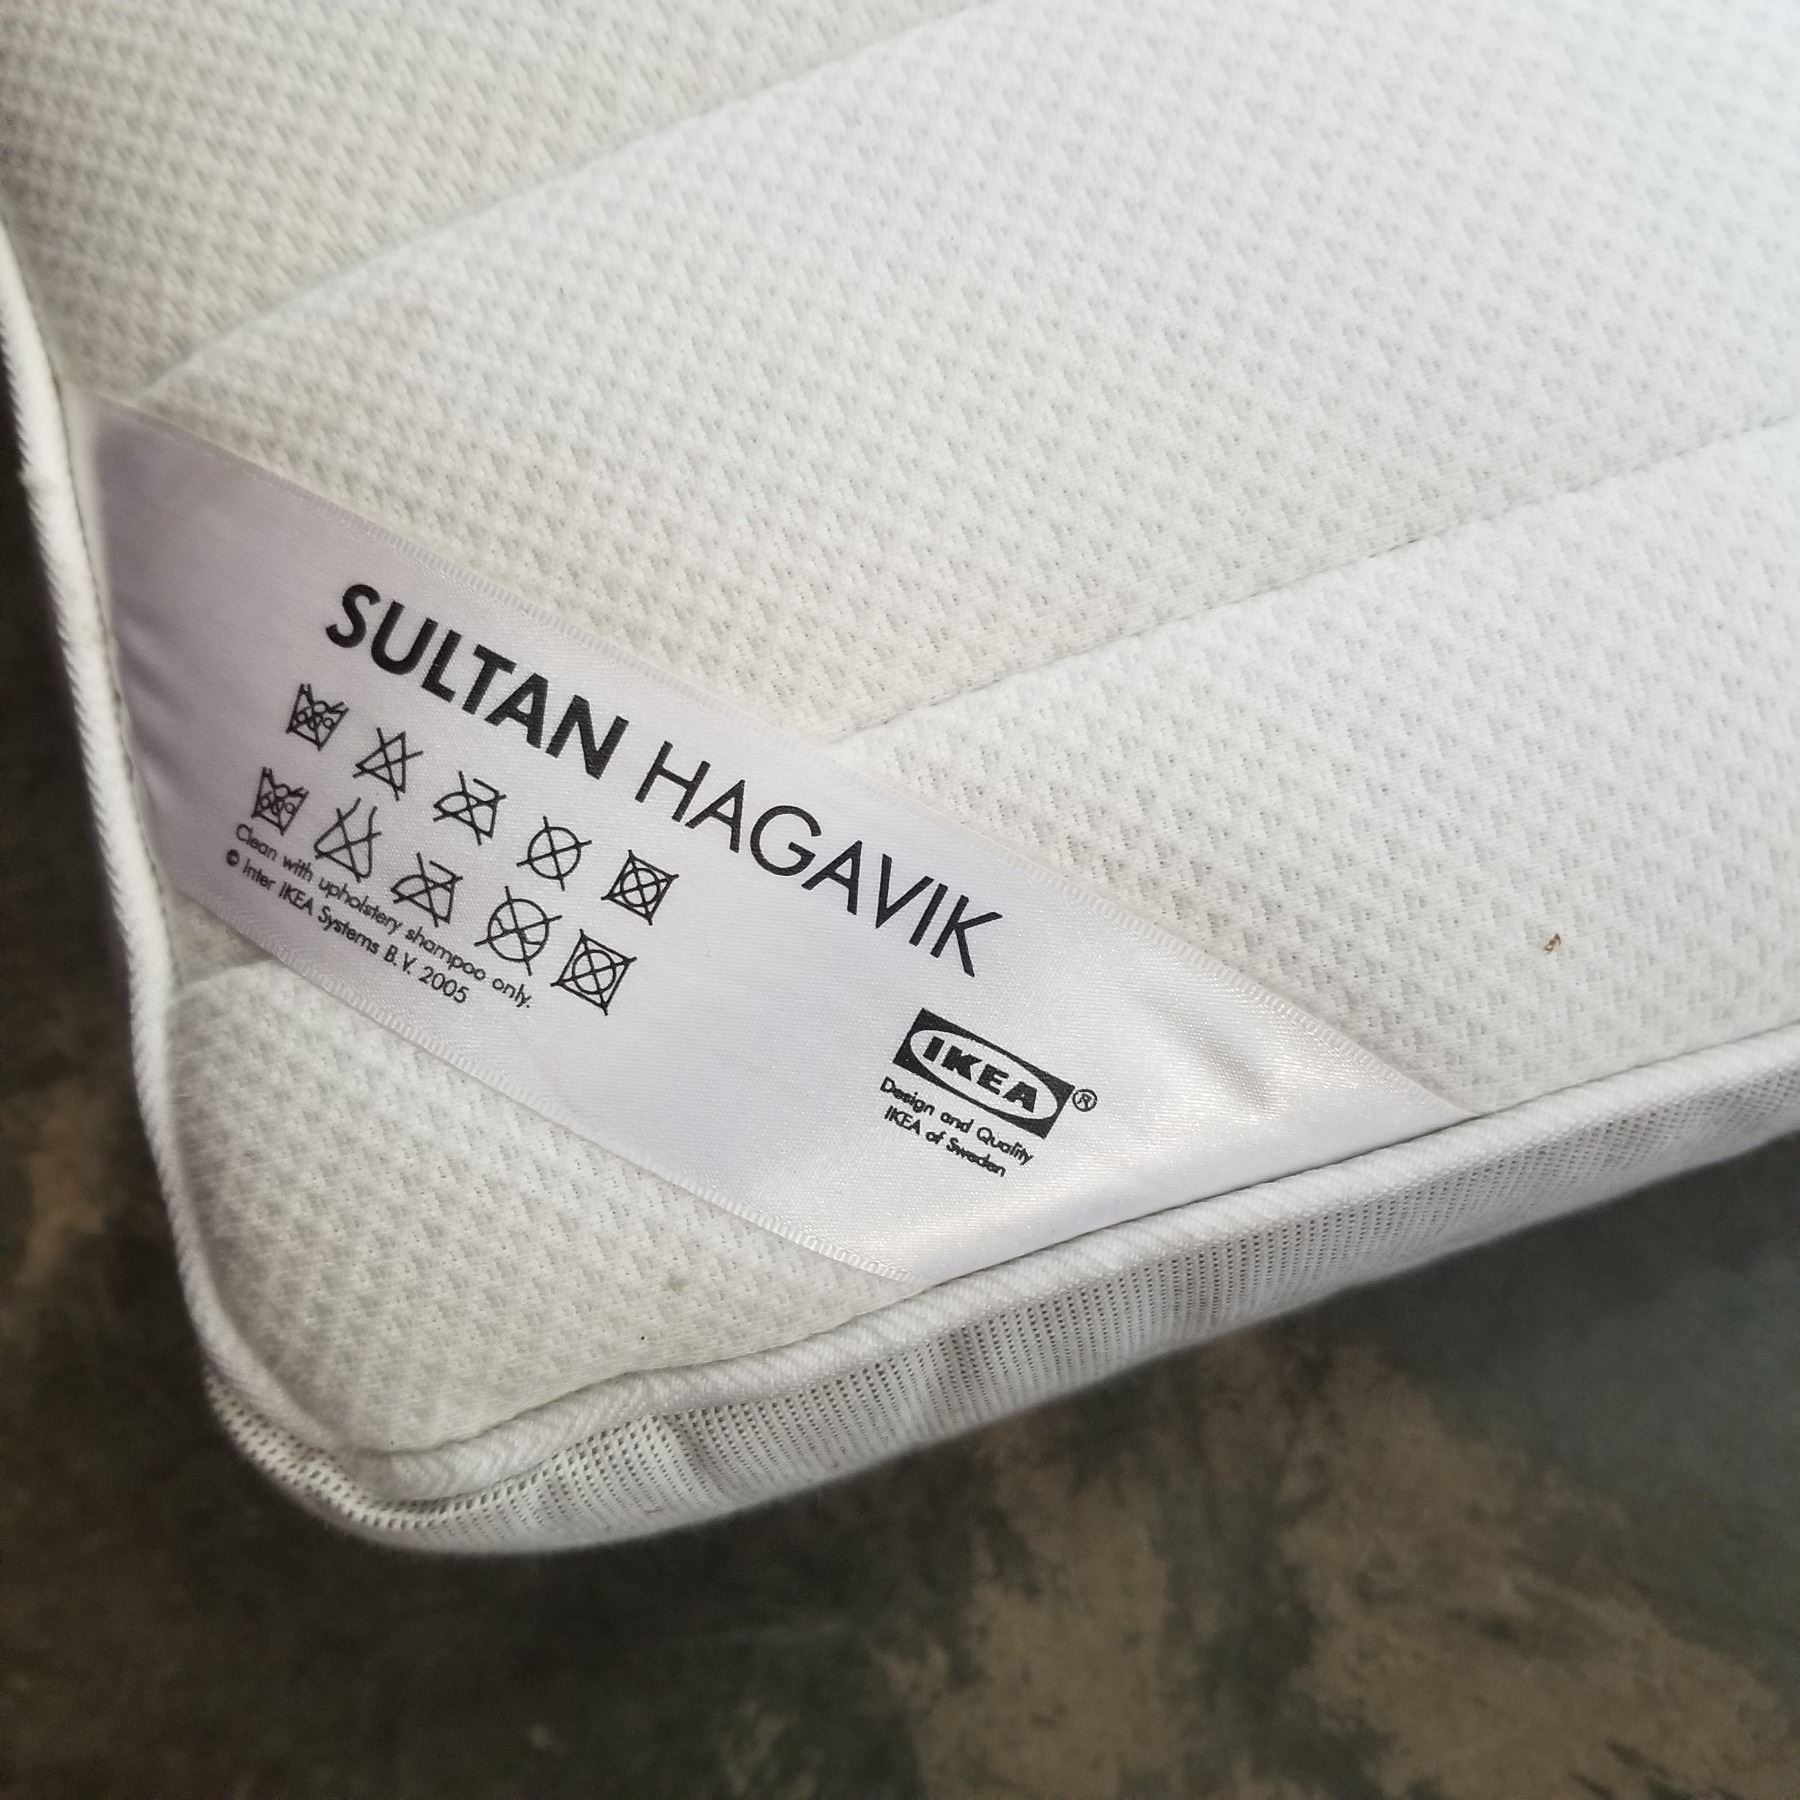 SULTAN HAGAVIK
Clean with upholstery shampoo only.
© Inter IKEA Systems B.V. 2005
IKEA®
Design and Quality
IKEA of Sweden